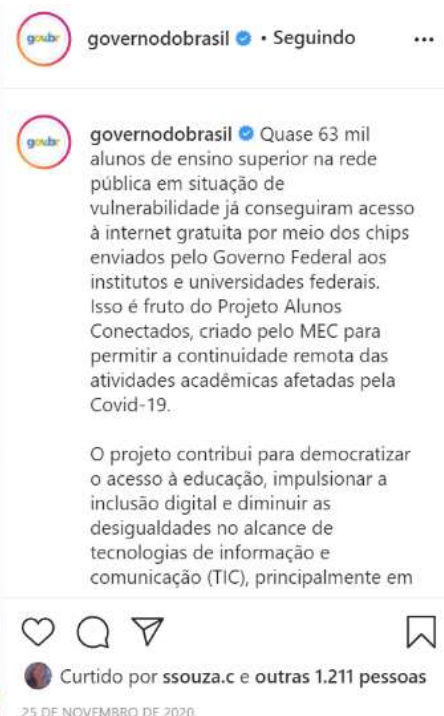 gov.br
governodobrasil • Seguindo
gov.br
governodobrasil Quase 63 mil
alunos de ensino superior na rede
pública em situação de
vulnerabilidade já conseguiram acesso
à internet gratuita por meio dos chips
enviados pelo Governo Federal aos
institutos e universidades federais.
Isso é fruto do Projeto Alunos
Conectados, criado pelo MEC para
permitir a continuidade remota das
atividades acadêmicas afetadas pela
Covid-19.
O projeto contribui para democratizar
o acesso à educação, impulsionar a
inclusão digital e diminuir as
desigualdades no alcance de
tecnologias de informação e
comunicação (TIC), principalmente em
Curtido por ssouza.c e outras 1.211 pessoas
25 DE NOVEMBRO DE 2020